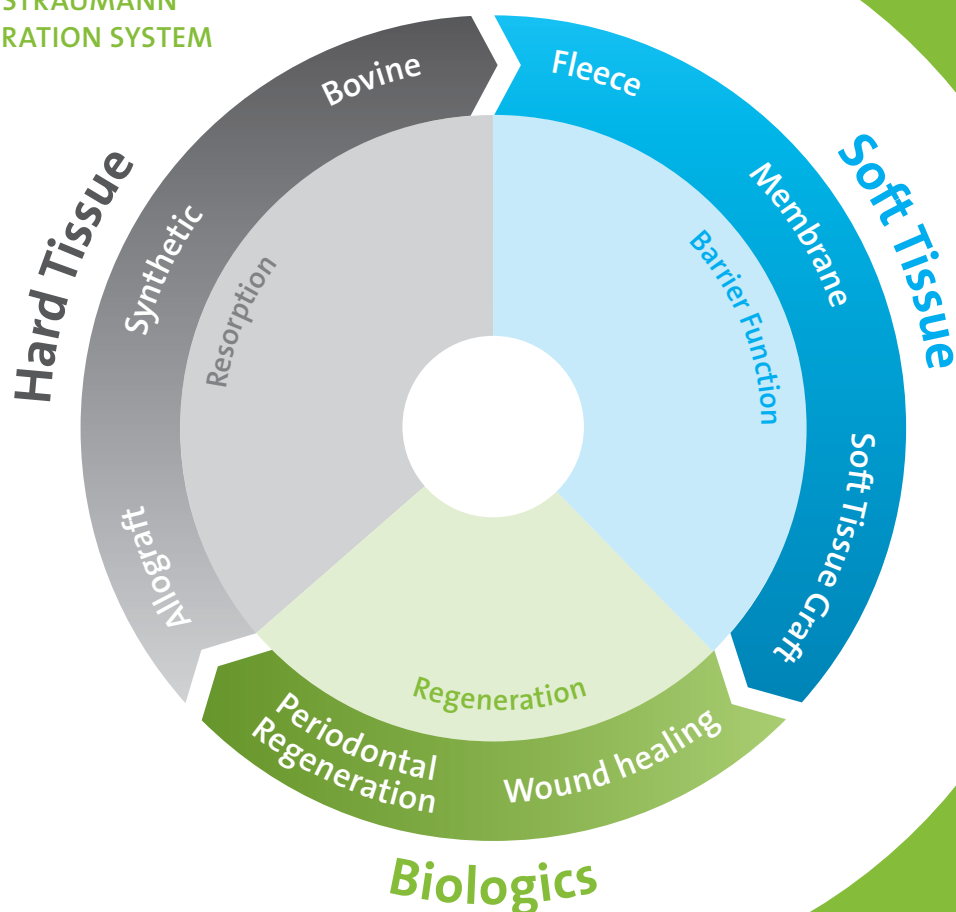 STRAUMANN
RATION SYSTEM
Hard Tissue
Bovine
Synthetic
Allograft
Resorption
Soft Tissue
Fleece
Membrane
Soft Tissue Graft
Barrier Function
Regeneration
Periodontal
Regeneration
Wound healing
Biologics